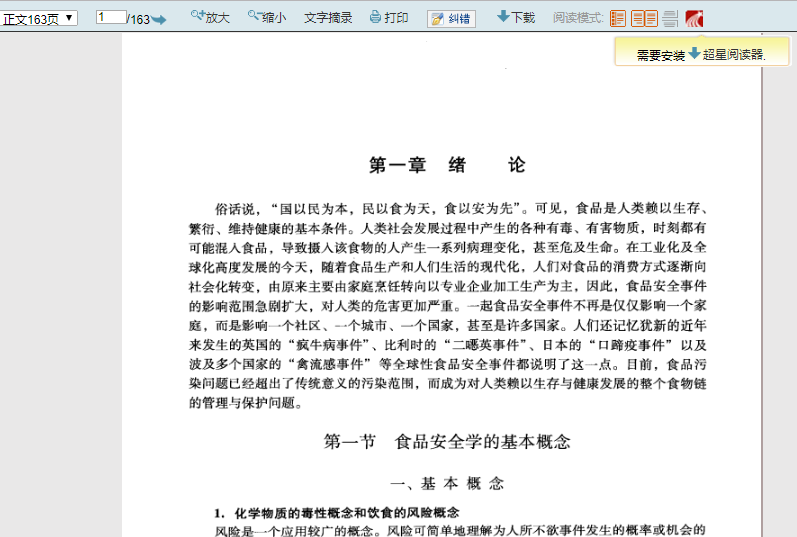 正文163页 1 /163 放大 缩小 文字摘录 打印 纠错 下载 阅读模式:
需要安装 超星阅读器.
第一章 绪 论
俗话说，“国以民为本，民以食为天，食以安为先”。可见，食品是人类赖以生存、
繁衍、维持健康的基本条件。人类社会发展过程中产生的各种有毒、有害物质，时刻都有
可能混入食品，导致摄入该食物的人产生一系列病理变化，甚至危及生命。在工业化及全
球化高度发展的今天，随着食品生产和人们生活的现代化，人们对食品的消费方式逐渐向
社会化转变，由原来主要由家庭烹饪转向以专业企业加工生产为主，因此，食品安全事件
的影响范围急剧扩大，对人类的危害更加严重。一起食品安全事件不再是仅仅影响一个家
庭，而是影响一个社区、一个城市、一个国家，甚至是许多国家。人们还记忆犹新的近年
来发生的英国的“疯牛病事件”、比利时的“二噁英事件”、日本的“口蹄疫事件”以及
波及多个国家的“禽流感事件”等全球性食品安全事件都说明了这一点。目前，食品污
染问题已经超出了传统意义的污染范围，而成为对人类赖以生存与健康发展的整个食物链
的管理与保护问题。
第一节 食品安全学的基本概念
一、基 本 概 念
1. 化学物质的毒性概念和饮食的风险概念
风险是一个应用较广的概念。风险可简单地理解为人所不欲事件发生的概率或机会的